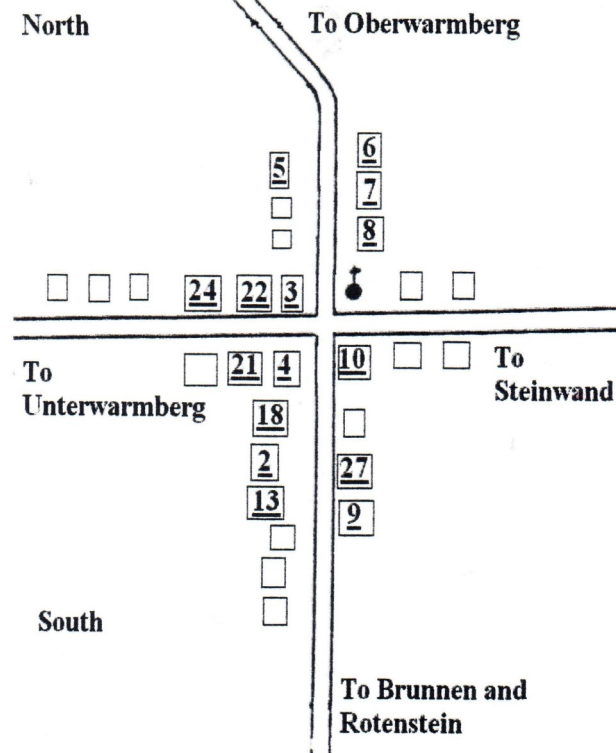 North
To Oberwarmberg
6
5
7
8
24 22 3
21 4
10
To
Unterwarmberg
To
Steinwand
18
2
27
13
9
South
To Brunnen and
Rotenstein